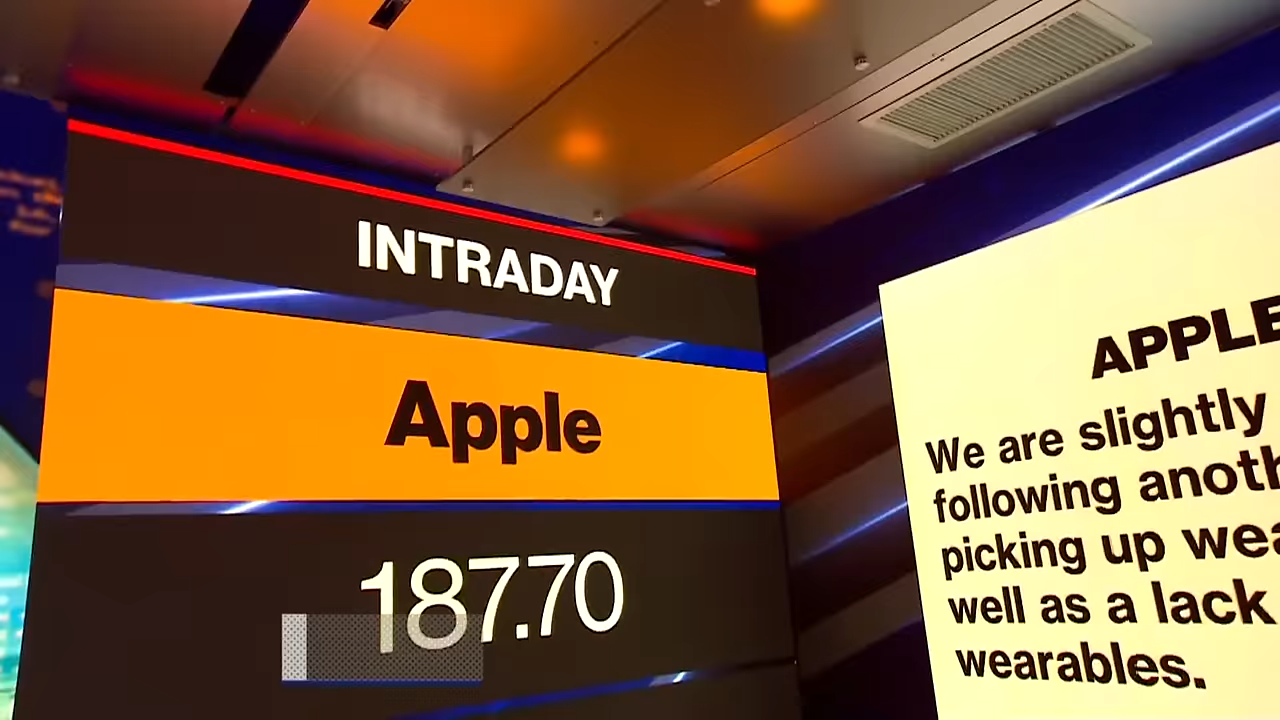 INTRADAY
Apple
187.70
APPLE
We are slightly
following anoth
picking up wea
well as a lack
wearables.